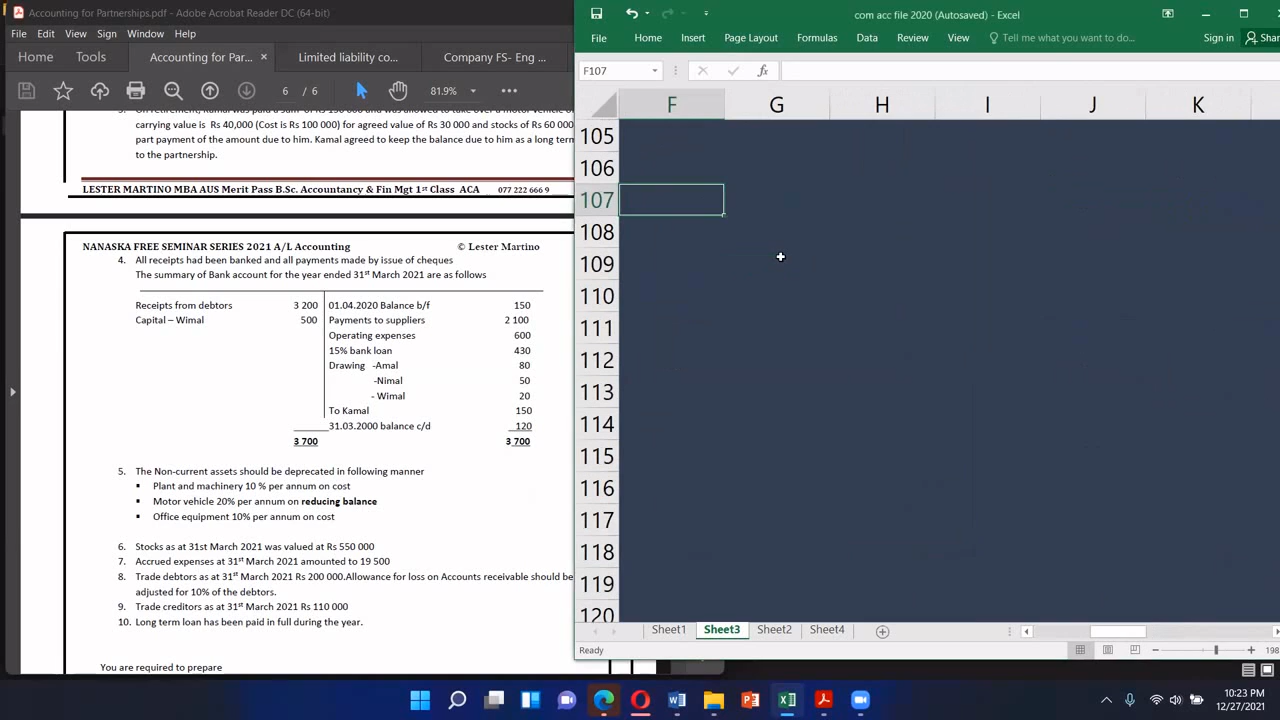 Accounting for Partnerships.pdf - Adobe Acrobat Reader DC (64-bit)
File Edit View Sign Window Help
Home Tools Accounting for Par... × Limited liability co... Company FS- Eng ...
6 / 6 81.9%
carrying value is Rs 40,000 (Cost is Rs 100 000) for agreed value of Rs 30 000 and stocks of Rs 60 000
part payment of the amount due to him. Kamal agreed to keep the balance due to him as a long term
to the partnership.
LESTER MARTINO MBA AUS Merit Pass B.Sc. Accountancy & Fin Mgt 1st Class ACA 077 222 666 9
NANASKA FREE SEMINAR SERIES 2021 A/L Accounting © Lester Martino
4. All receipts had been banked and all payments made by issue of cheques
The summary of Bank account for the year ended 31st March 2021 are as follows
Receipts from debtors 3 200 01.04.2020 Balance b/f 150
Capital – Wimal 500 Payments to suppliers 2 100
Operating expenses 600
15% bank loan 430
Drawing -Amal 80
-Nimal 50
- Wimal 20
To Kamal 150
31.03.2000 balance c/d 120
3 700 3 700
5. The Non-current assets should be deprecated in following manner
▪ Plant and machinery 10 % per annum on cost
▪ Motor vehicle 20% per annum on reducing balance
▪ Office equipment 10% per annum on cost
6. Stocks as at 31st March 2021 was valued at Rs 550 000
7. Accrued expenses at 31st March 2021 amounted to 19 500
8. Trade debtors as at 31st March 2021 Rs 200 000.Allowance for loss on Accounts receivable should be
adjusted for 10% of the debtors.
9. Trade creditors as at 31st March 2021 Rs 110 000
10. Long term loan has been paid in full during the year.
You are required to prepare
com acc file 2020 (Autosaved) - Excel
File Home Insert Page Layout Formulas Data Review View Tell me what you want to do... Sign in Shar
F107 fx
F G H I J K
105
106
107
108
109
110
111
112
113
114
115
116
117
118
119
120
Sheet1 Sheet3 Sheet2 Sheet4
Ready 198
10:23 PM
12/27/2021